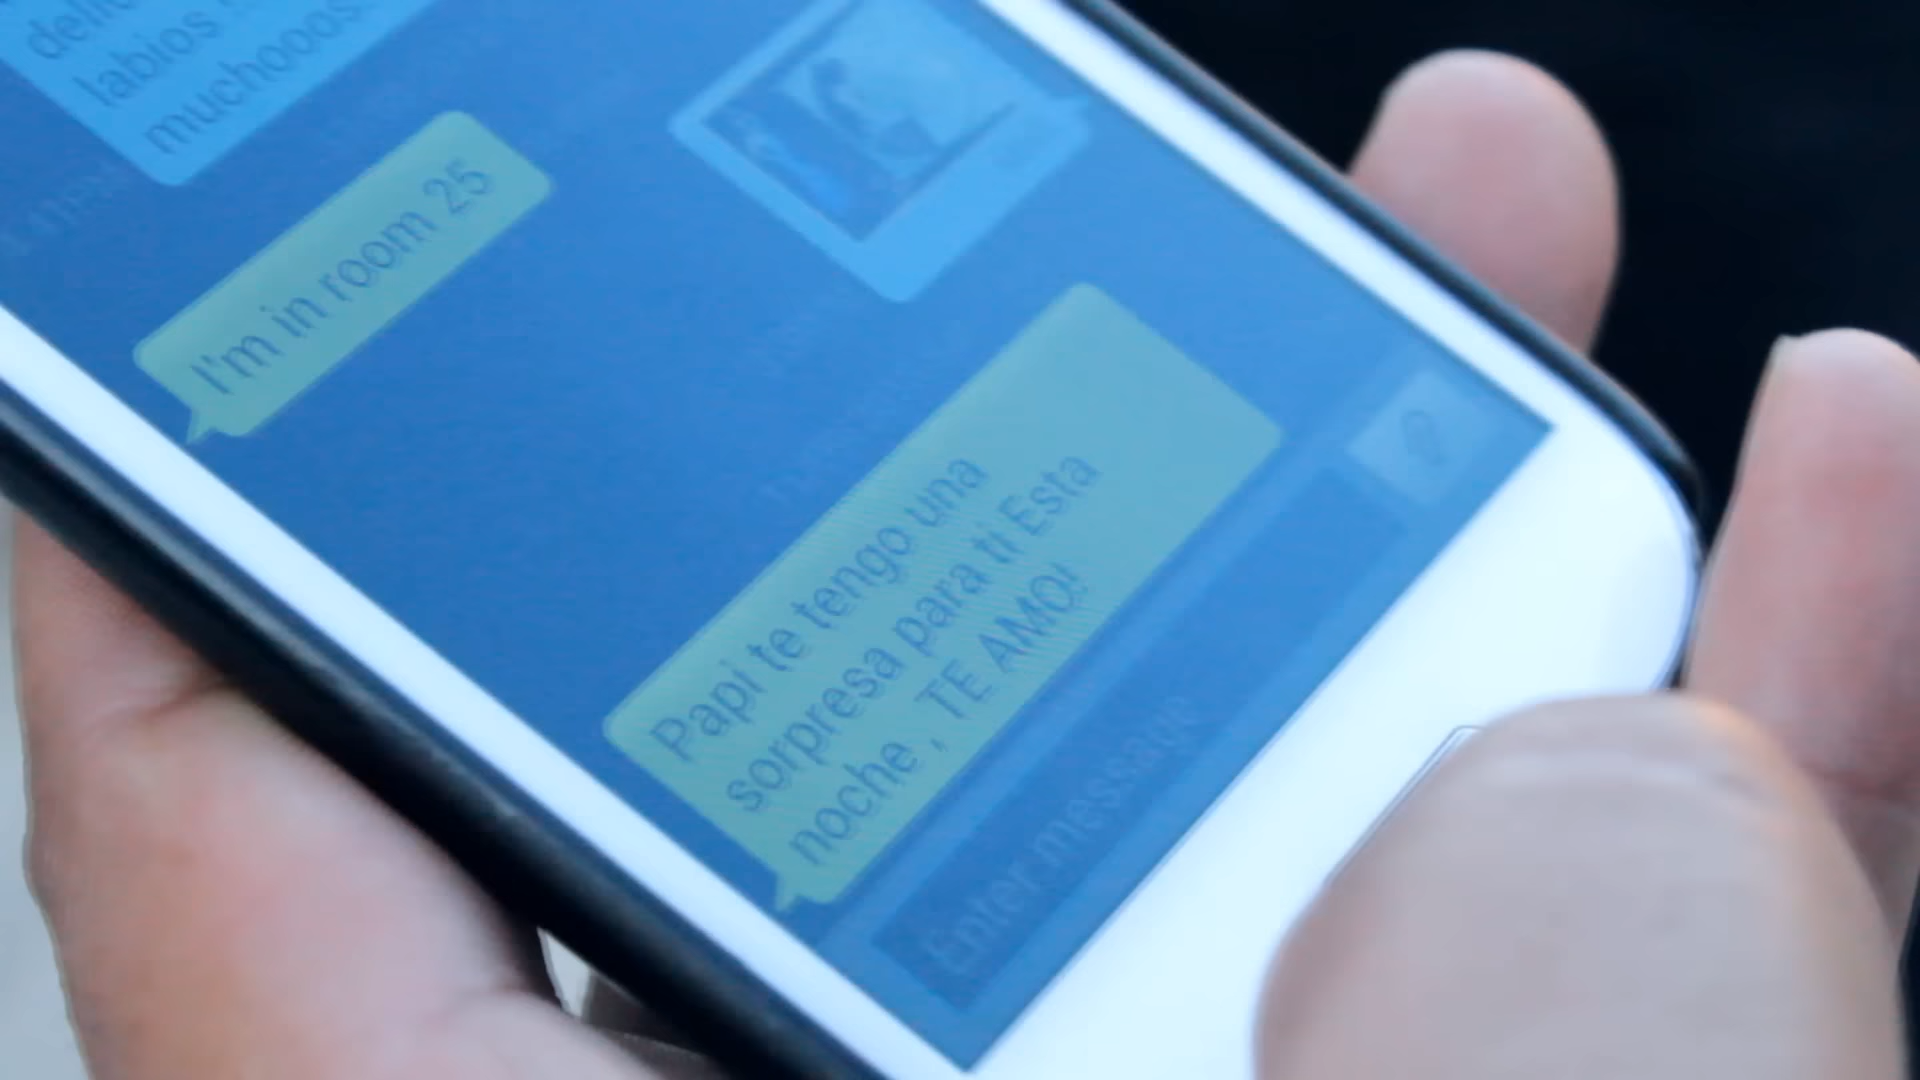 labios
muchooos
I'm in room 25
Papi te tengo una
sorpresa para ti Esta
noche , TE AMO!
Enter message